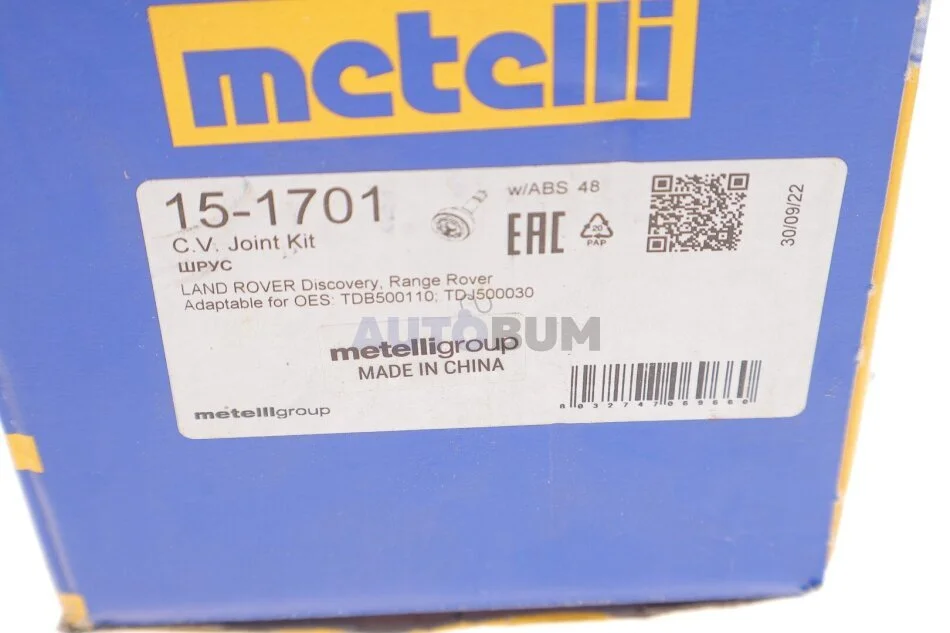 metelli
15-1701
w/ABS 48
C.V. Joint Kit
EAC
20
PAP
30/09/22
ШРУС
LAND ROVER Discovery, Range Rover
Adaptable for OES: TDB500110; TDJ500030
AUTOBUM
metelligroup
MADE IN CHINA
metelligroup
8032747069660